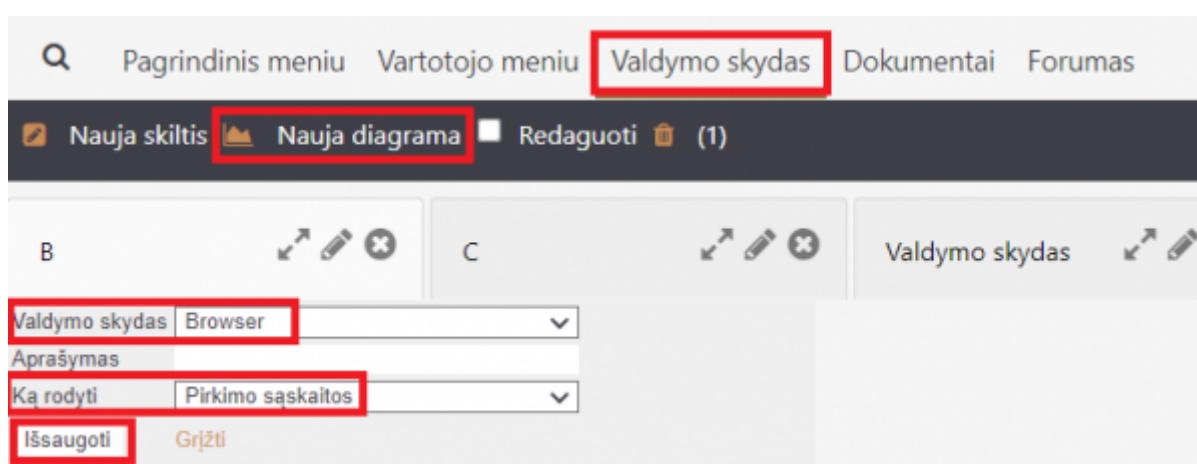 Pagrindinis meniu Vartotojo meniu Valdymo skydas Dokumentai Forumas
Nauja skiltis Nauja diagrama Redaguoti (1)
B C Valdymo skydas
Valdymo skydas Browser
Aprašymas
Ką rodyti Pirkimo sąskaitos
Išsaugoti Grįžti